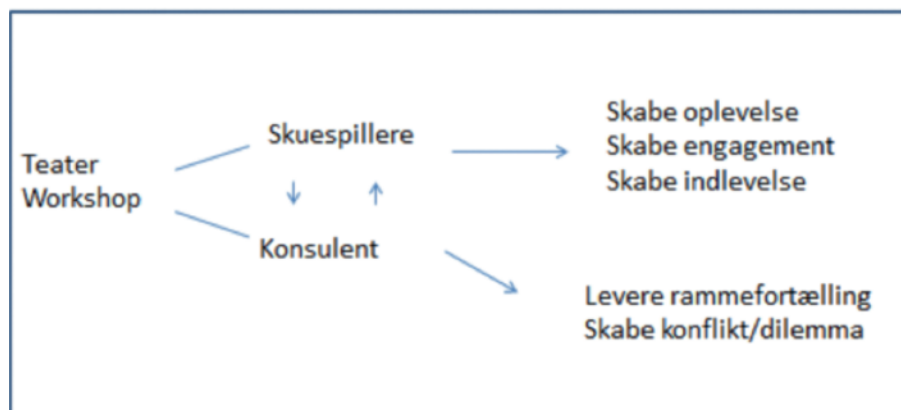 Teater
Workshop
Skuespillere
Konsulent
Skabe oplevelse
Skabe engagement
Skabe indlevelse
Levere rammefortælling
Skabe konflikt/dilemma